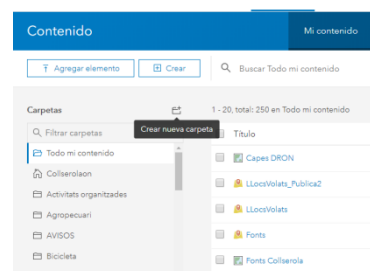 Contenido
Mi contenido
Agregar elemento
Crear
Buscar Todo mi contenido
Carpetas
1 - 20, total: 250 en Todo mi contenido
Filtrar carpetas
Crear nueva carpeta
Título
Todo mi contenido
Capes DRON
Collserolaon
LLocsVolats_Publica2
Activitats organitzades
Agropecuari
LLocsVolats
AVISOS
Fonts
Bicicleta
Fonts Collserola